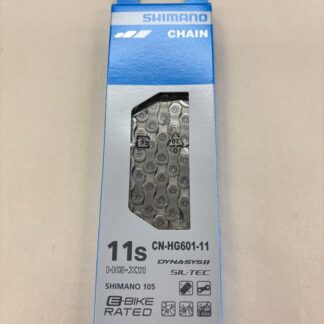 SHIMANO
CHAIN
11s CN-HG601-11
HG-X11 DYNASYS11
SIL-TEC
SHIMANO 105
E-BIKE
RATED